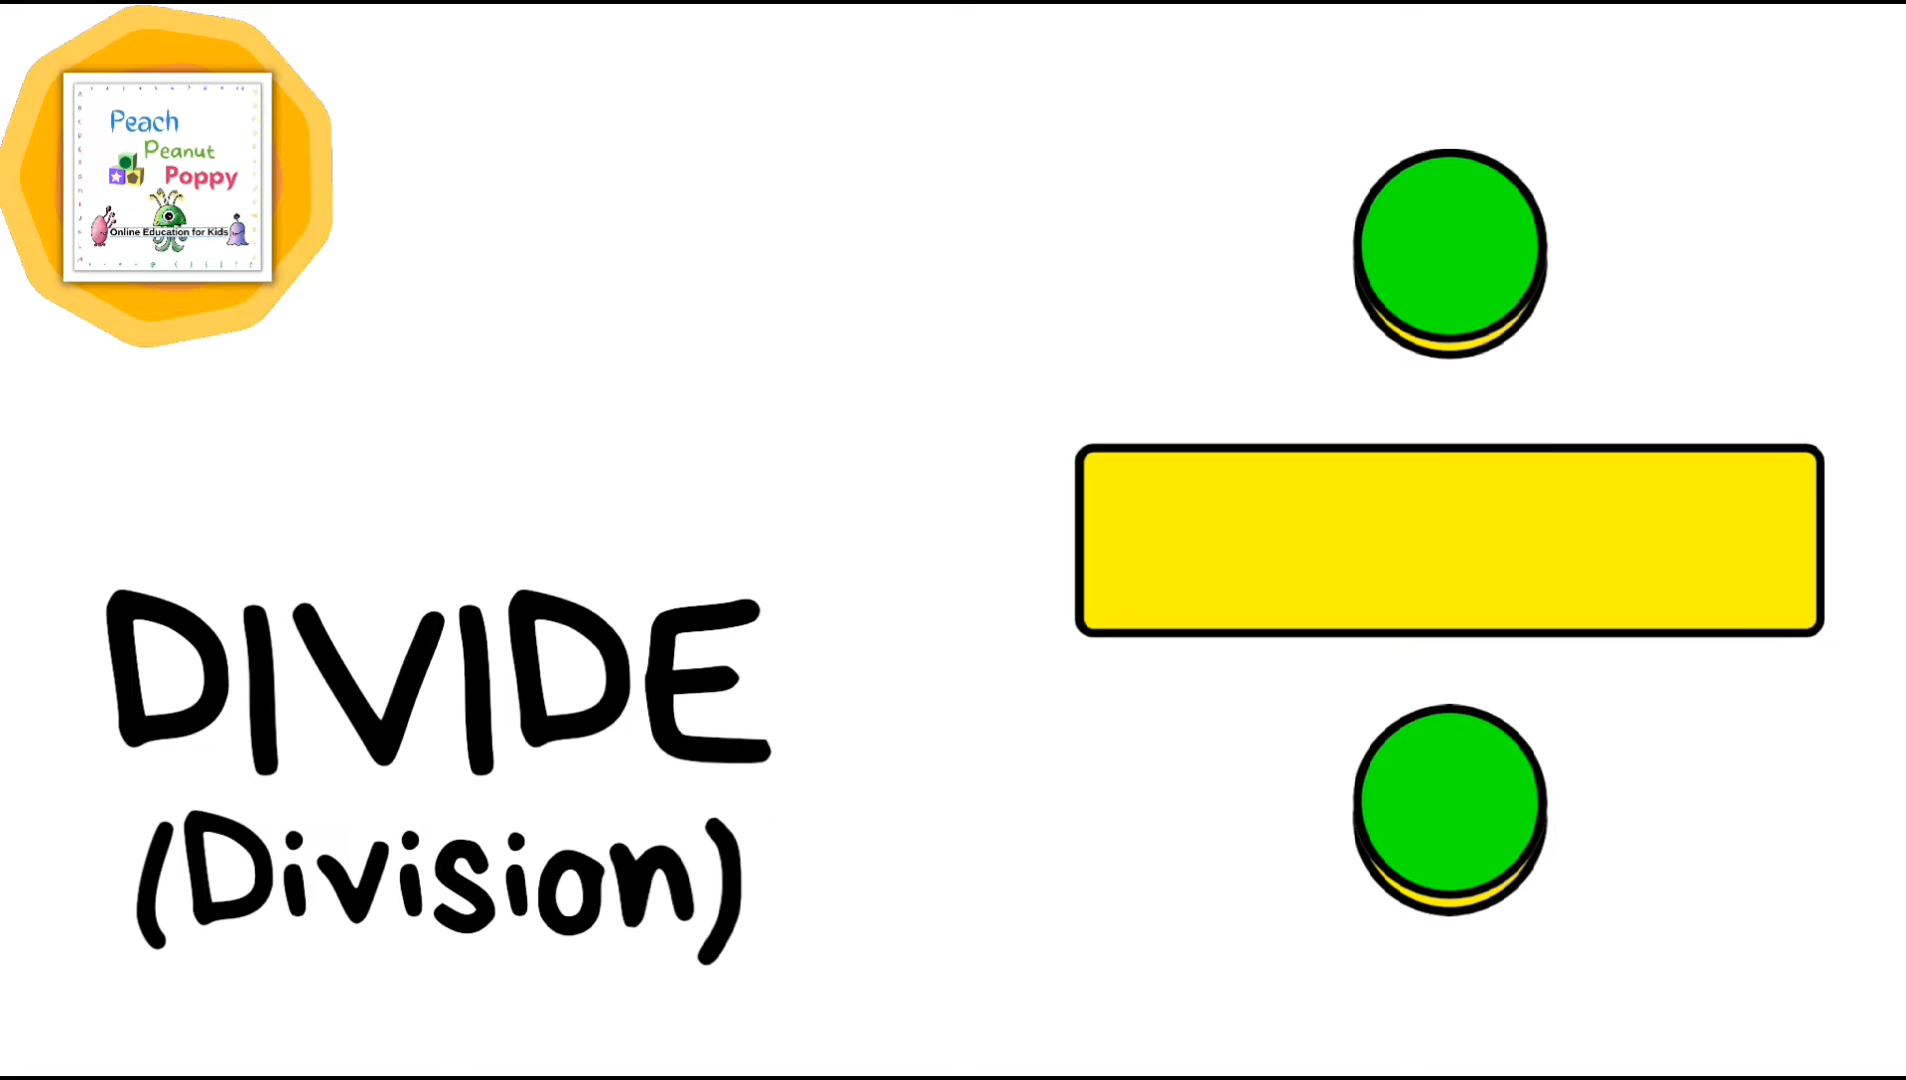 Peach
Peanut
Poppy
Online Education for Kids
DIVIDE
(Division)